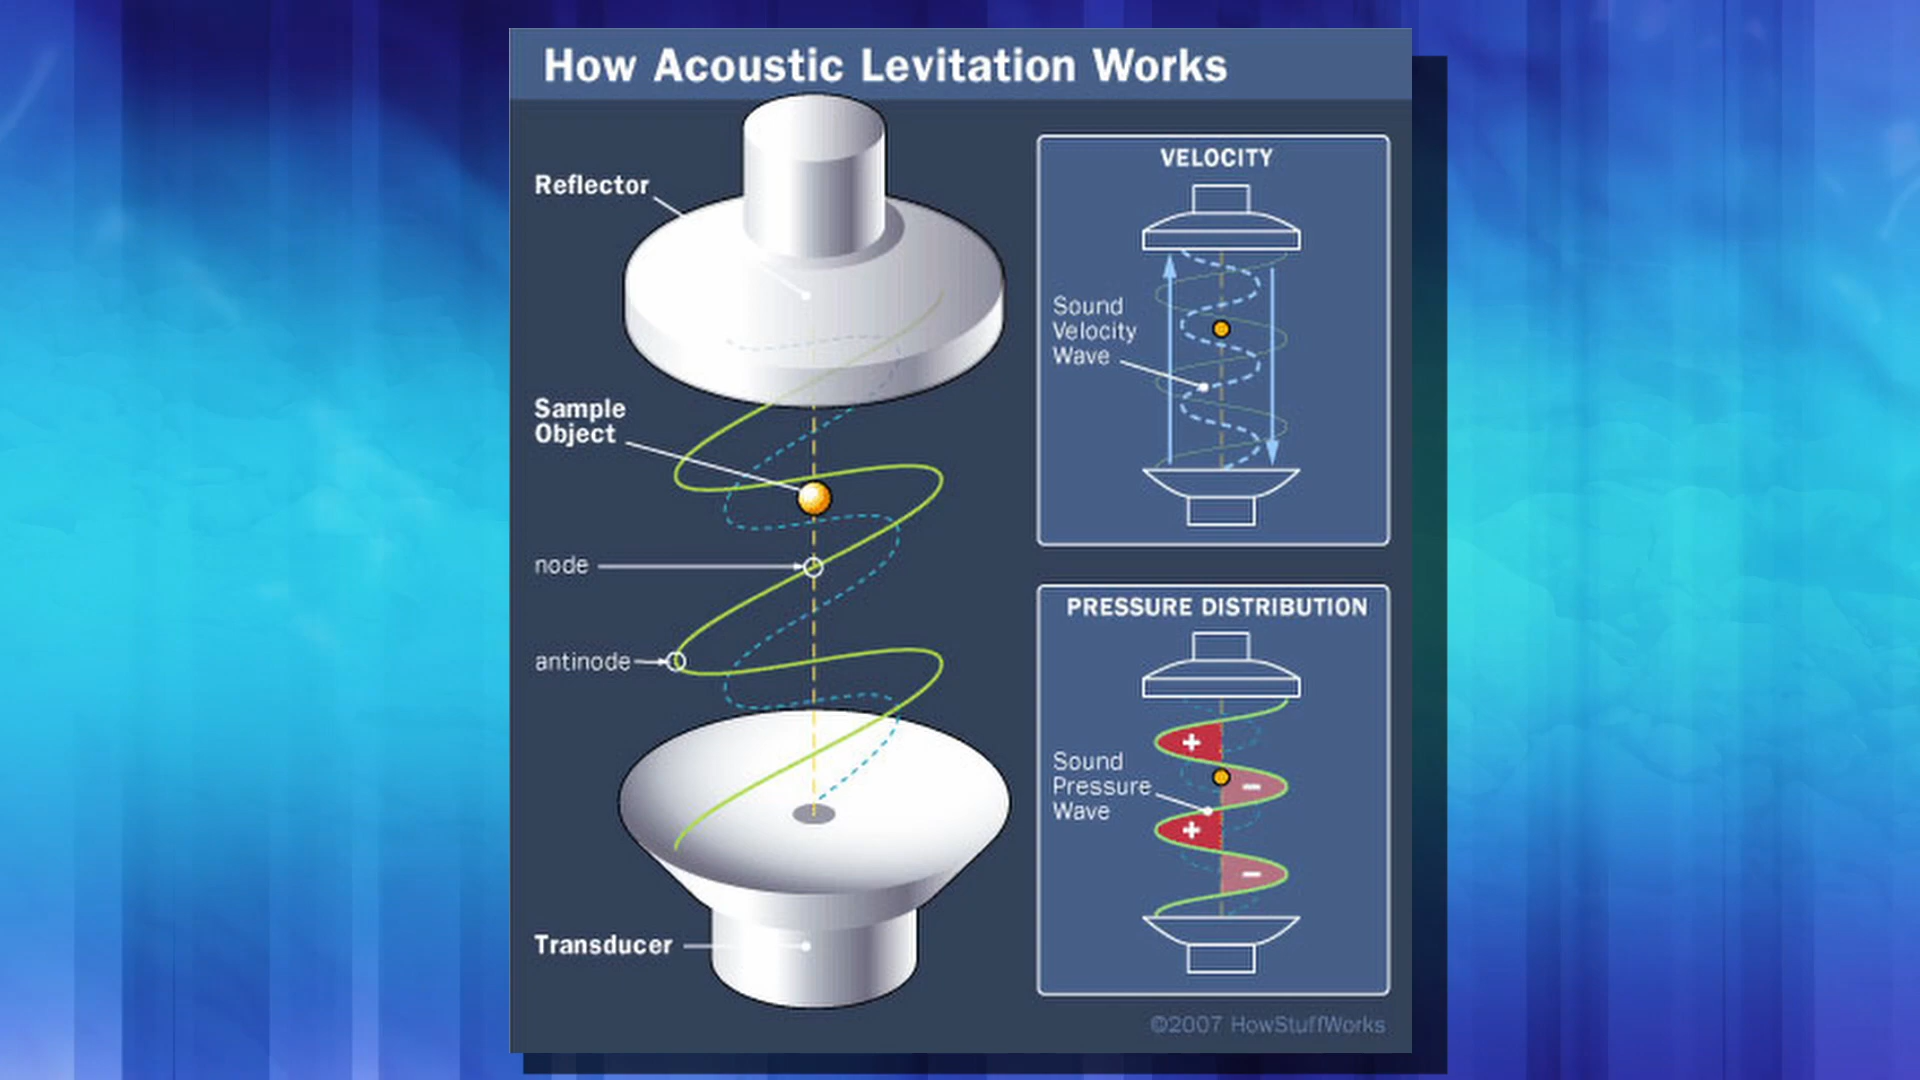 How Acoustic Levitation Works
Reflector
Sample
Object
node
antinode
Transducer
VELOCITY
Sound
Velocity
Wave
PRESSURE DISTRIBUTION
Sound
Pressure
Wave
+
−
+
−
©2007 HowStuffWorks